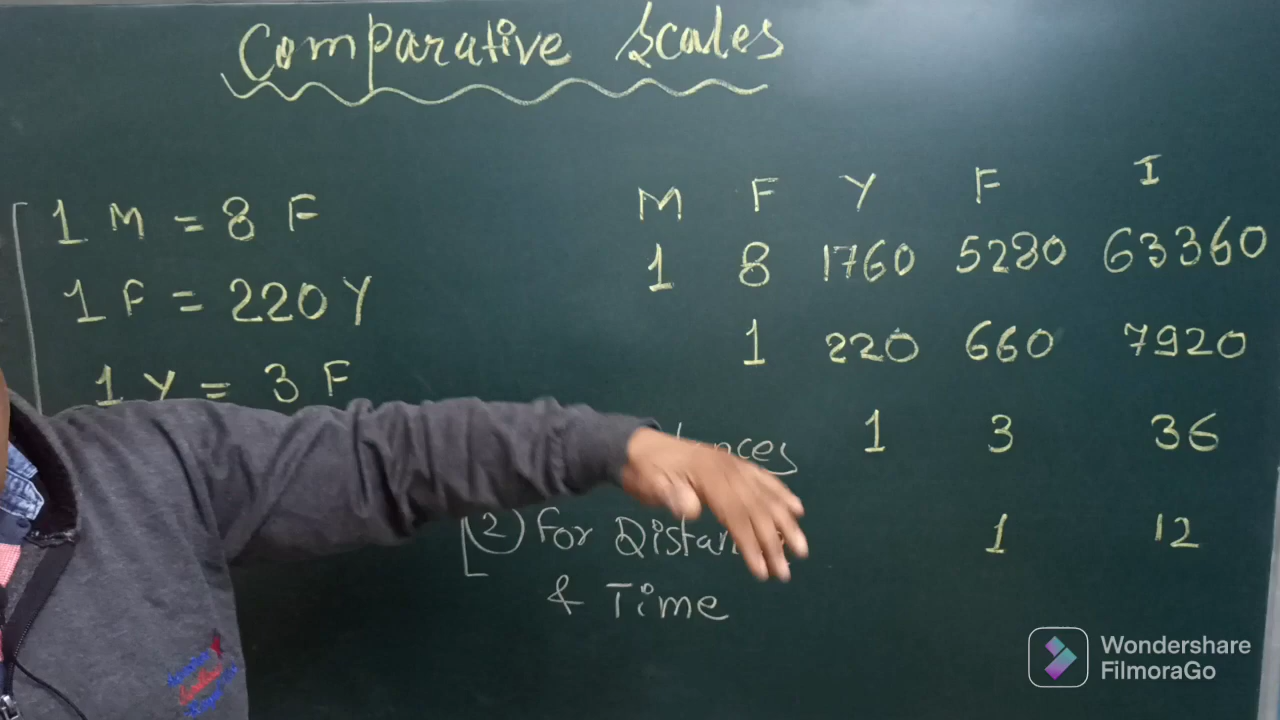 Comparative Scales
1 M = 8 F
1 F = 220 Y
1 Y = 3 F
2) For
& Time
M F Y F I
1 8 1760 5280 63360
1 220 660 7920
1 3 36
1 12
Wondershare
FilmoraGo